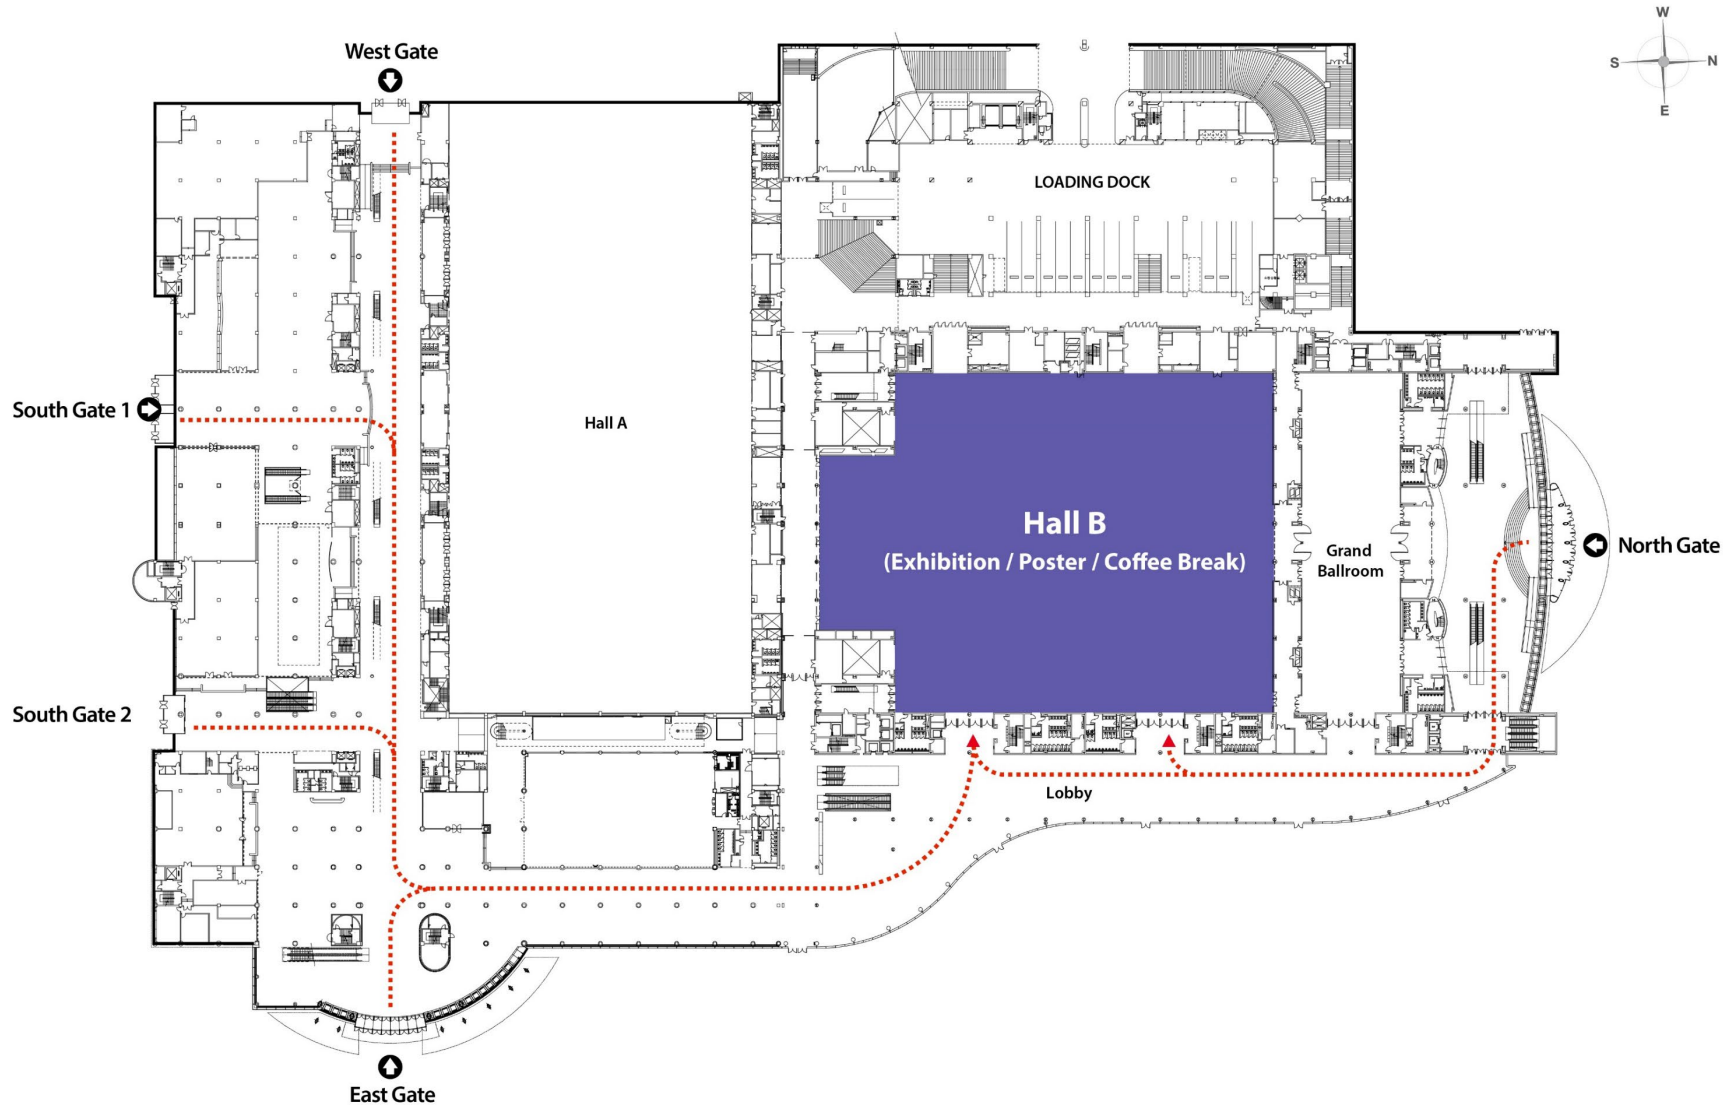 W
S N
E
West Gate
LOADING DOCK
South Gate 1
Hall A
Hall B
(Exhibition / Poster / Coffee Break)
Grand
Ballroom
North Gate
South Gate 2
Lobby
East Gate